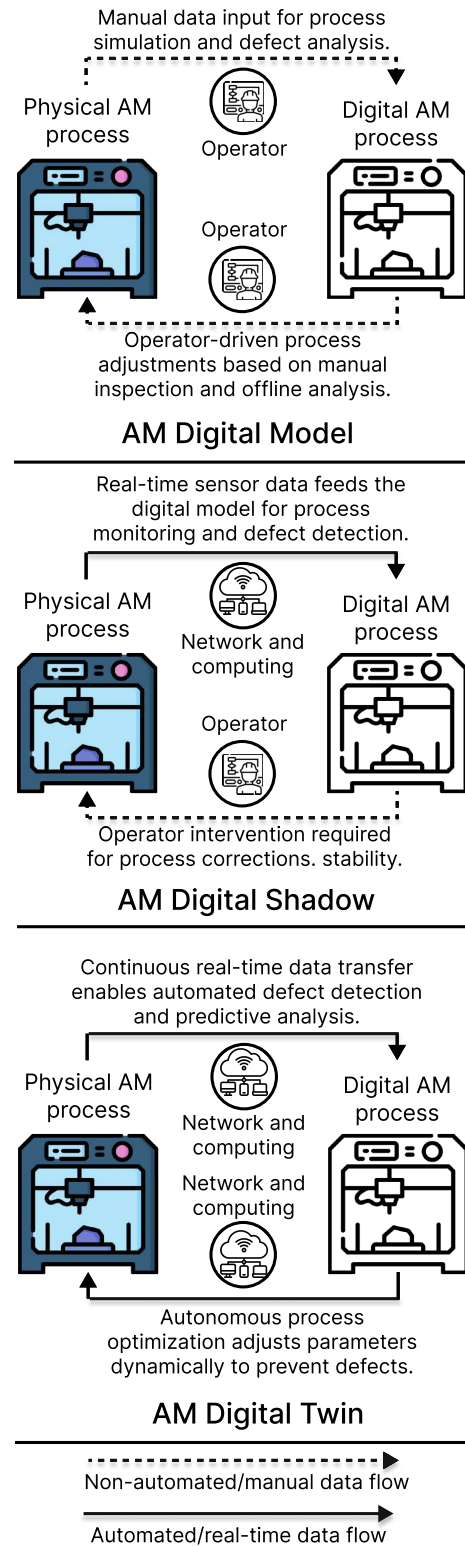 Manual data input for process
simulation and defect analysis.
Physical AM
process
Digital AM
process
Operator
Operator
Operator-driven process
adjustments based on manual
inspection and offline analysis.
AM Digital Model
Real-time sensor data feeds the
digital model for process
monitoring and defect detection.
Physical AM
process
Digital AM
process
Network and
computing
Operator
Operator intervention required
for process corrections. stability.
AM Digital Shadow
Continuous real-time data transfer
enables automated defect detection
and predictive analysis.
Physical AM
process
Digital AM
process
Network and
computing
Network and
computing
Autonomous process
optimization adjusts parameters
dynamically to prevent defects.
AM Digital Twin
Non-automated/manual data flow
Automated/real-time data flow